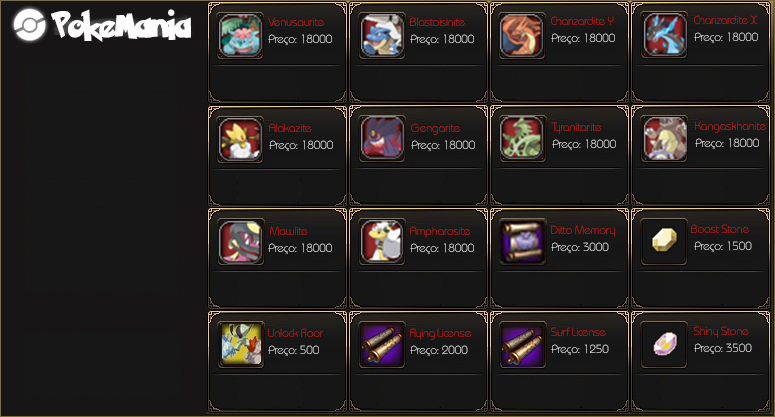 PokeMania
Venusaurite
Preço: 18000
Blastoisinite
Preço: 18000
Charizardite Y
Preço: 18000
Charizardite X
Preço: 18000
Alakazite
Preço: 18000
Gengarite
Preço: 18000
Tyranitarite
Preço: 18000
Kangaskhanite
Preço: 18000
Mawilite
Preço: 18000
Ampharosite
Preço: 18000
Ditto Memory
Preço: 3000
Boost Stone
Preço: 1500
Unlock Floor
Preço: 500
Flying License
Preço: 2000
Surf License
Preço: 1250
Shiny Stone
Preço: 3500